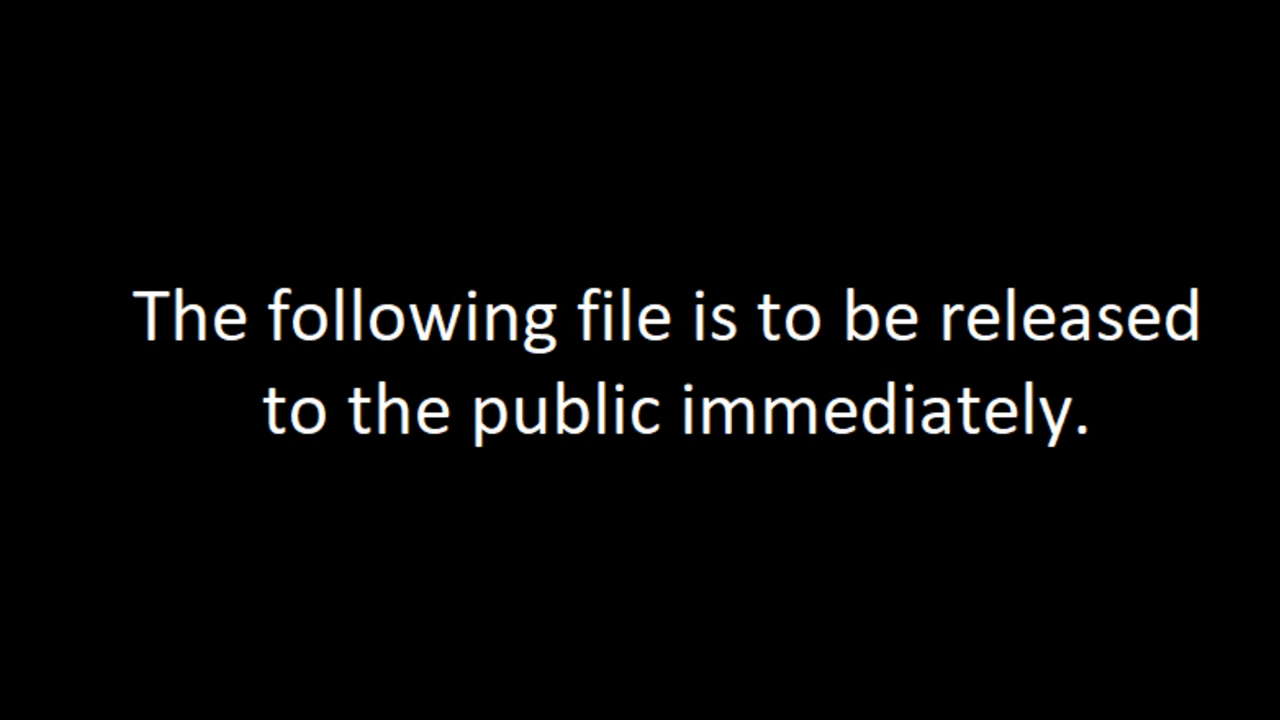 The following file is to be released
to the public immediately.